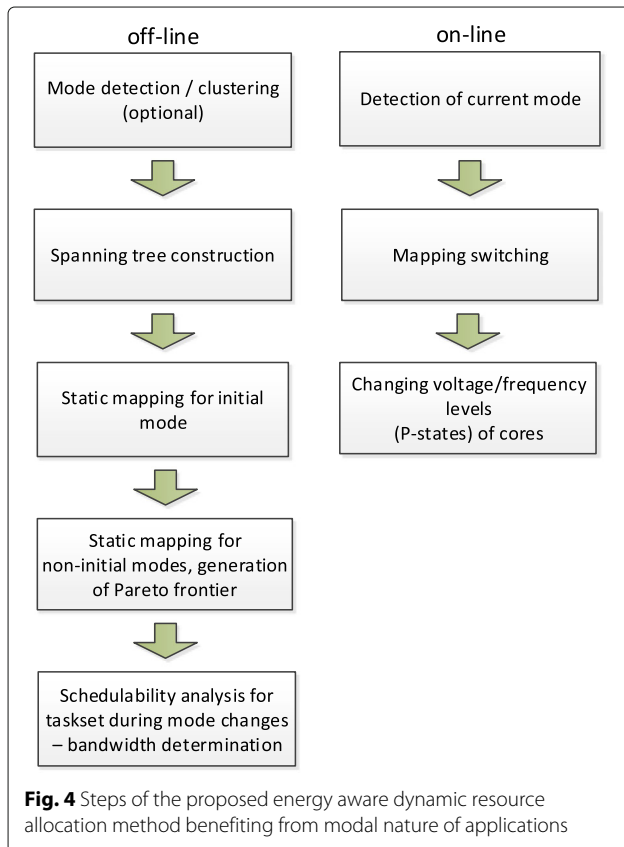 off-line
Mode detection / clustering
(optional)
Spanning tree construction
Static mapping for initial
mode
Static mapping for
non-initial modes, generation
of Pareto frontier
Schedulability analysis for
taskset during mode changes
– bandwidth determination
on-line
Detection of current mode
Mapping switching
Changing voltage/frequency
levels
(P-states) of cores
Fig. 4 Steps of the proposed energy aware dynamic resource
allocation method benefiting from modal nature of applications